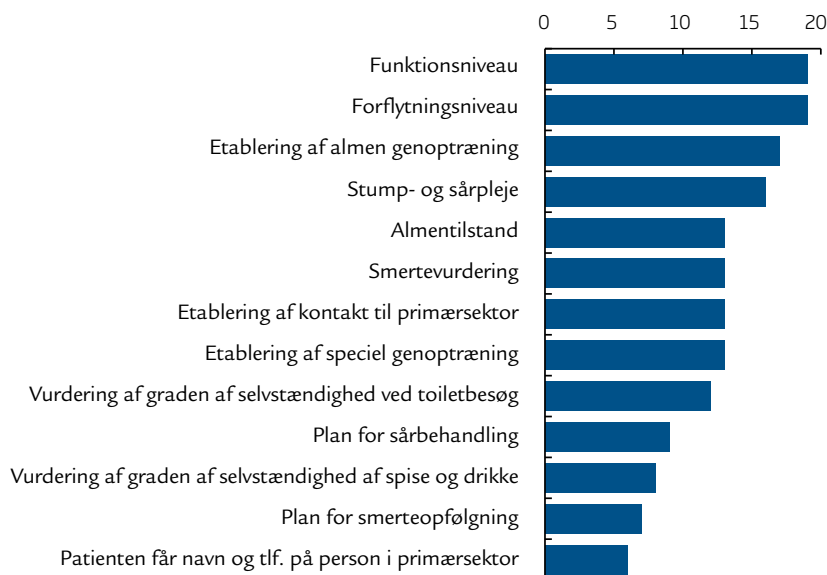 0 5 10 15 20
Funktionsniveau
Forflytningsniveau
Etablering af almen genoptræning
Stump- og sårpleje
Almentilstand
Smertevurdering
Etablering af kontakt til primærsektor
Etablering af speciel genoptræning
Vurdering af graden af selvstændighed ved toiletbesøg
Plan for sårbehandling
Vurdering af graden af selvstændighed af spise og drikke
Plan for smerteopfølgning
Patienten får navn og tlf. på person i primærsektor